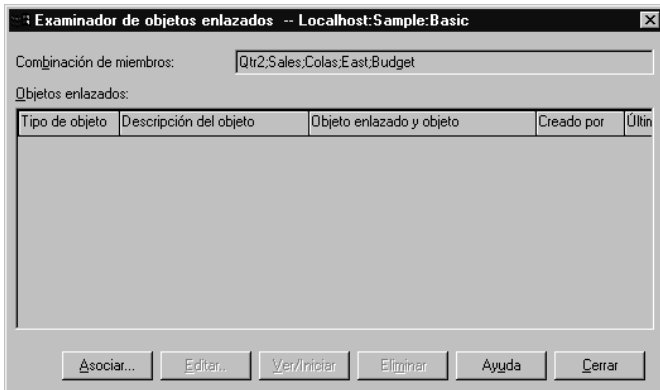 Examinador de objetos enlazados -- Localhost:Sample:Basic
Combinación de miembros: Qtr2;Sales;Colas;East;Budget
Objetos enlazados:
Tipo de objeto Descripción del objeto Objeto enlazado y objeto Creado por
Asociar... Editar.. Ver/Iniciar Eliminar Ayuda Cerrar